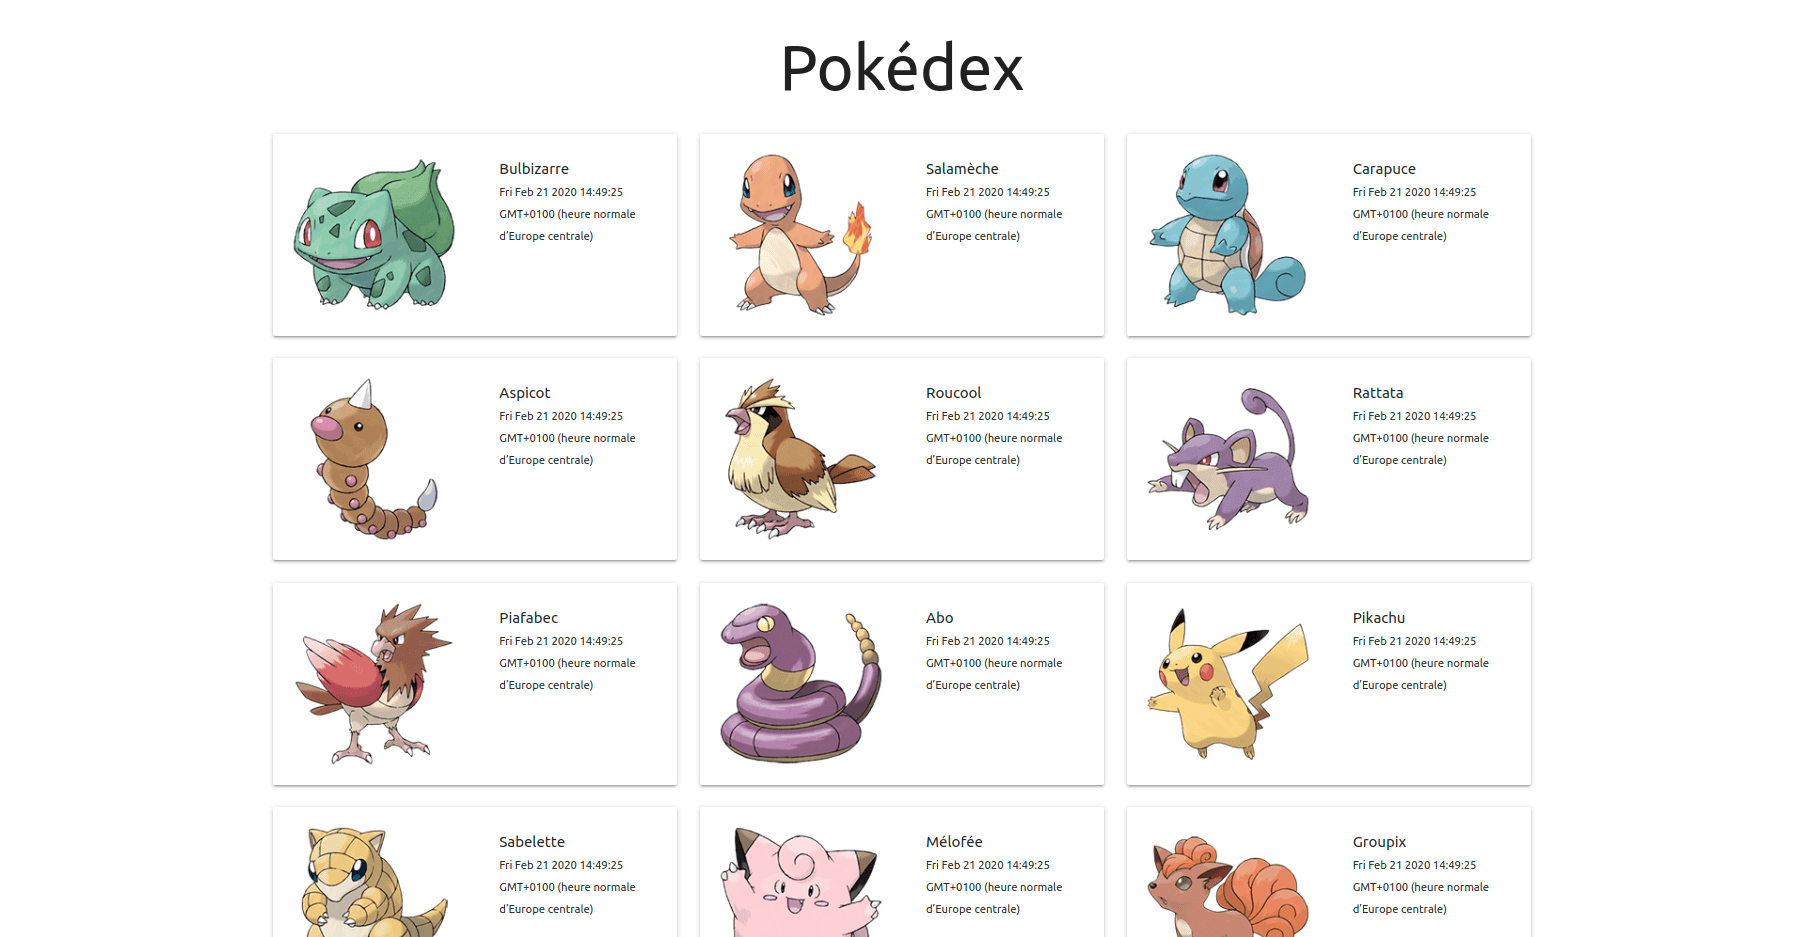 Pokédex
Bulbizarre
Fri Feb 21 2020 14:49:25
GMT+0100 (heure normale
d’Europe centrale)
Salamèche
Fri Feb 21 2020 14:49:25
GMT+0100 (heure normale
d’Europe centrale)
Carapuce
Fri Feb 21 2020 14:49:25
GMT+0100 (heure normale
d’Europe centrale)
Aspicot
Fri Feb 21 2020 14:49:25
GMT+0100 (heure normale
d’Europe centrale)
Roucool
Fri Feb 21 2020 14:49:25
GMT+0100 (heure normale
d’Europe centrale)
Rattata
Fri Feb 21 2020 14:49:25
GMT+0100 (heure normale
d’Europe centrale)
Piafabec
Fri Feb 21 2020 14:49:25
GMT+0100 (heure normale
d’Europe centrale)
Abo
Fri Feb 21 2020 14:49:25
GMT+0100 (heure normale
d’Europe centrale)
Pikachu
Fri Feb 21 2020 14:49:25
GMT+0100 (heure normale
d’Europe centrale)
Sabelette
Fri Feb 21 2020 14:49:25
GMT+0100 (heure normale
d’Europe centrale)
Mélofée
Fri Feb 21 2020 14:49:25
GMT+0100 (heure normale
d’Europe centrale)
Groupix
Fri Feb 21 2020 14:49:25
GMT+0100 (heure normale
d’Europe centrale)